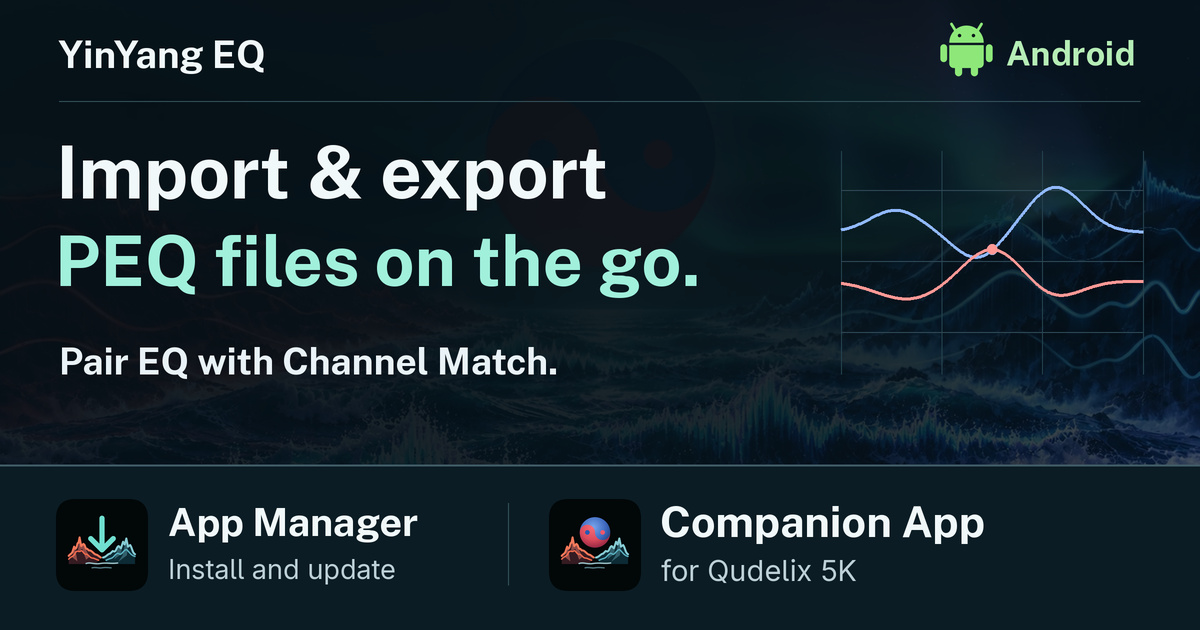 YinYang EQ
Android
Import & export
PEQ files on the go.
Pair EQ with Channel Match.
App Manager
Install and update
Companion App
for Qudelix 5K